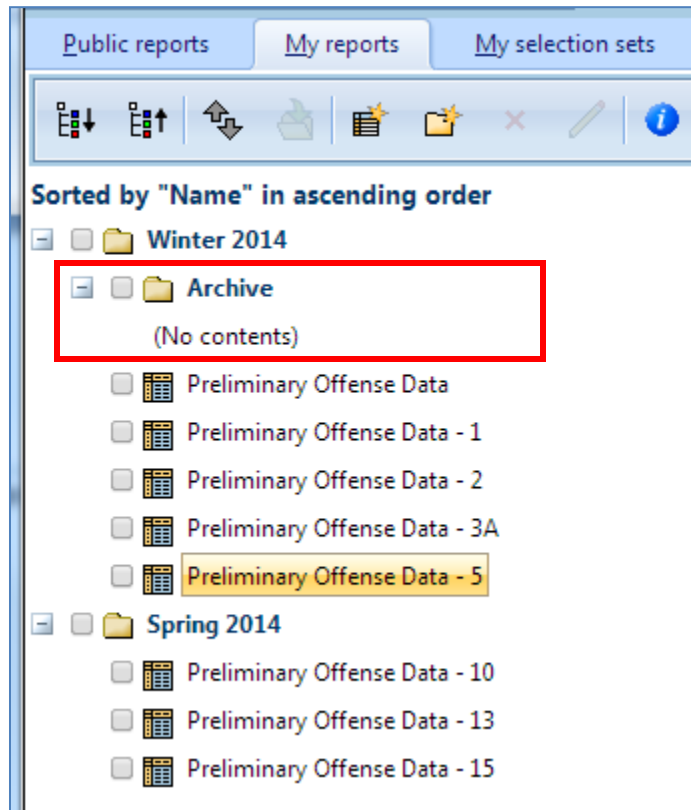 Public reports My reports My selection sets
Sorted by "Name" in ascending order
Winter 2014
Archive
(No contents)
Preliminary Offense Data
Preliminary Offense Data - 1
Preliminary Offense Data - 2
Preliminary Offense Data - 3A
Preliminary Offense Data - 5
Spring 2014
Preliminary Offense Data - 10
Preliminary Offense Data - 13
Preliminary Offense Data - 15